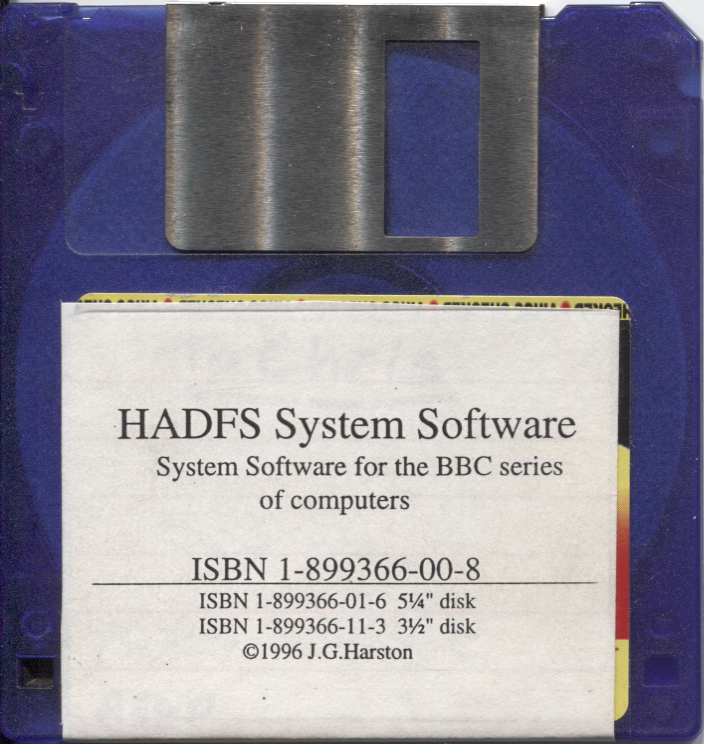 HADFS System Software
System Software for the BBC series
of computers
ISBN 1-899366-00-8
ISBN 1-899366-01-6 5¼" disk
ISBN 1-899366-11-3 3½" disk
©1996 J.G.Harston